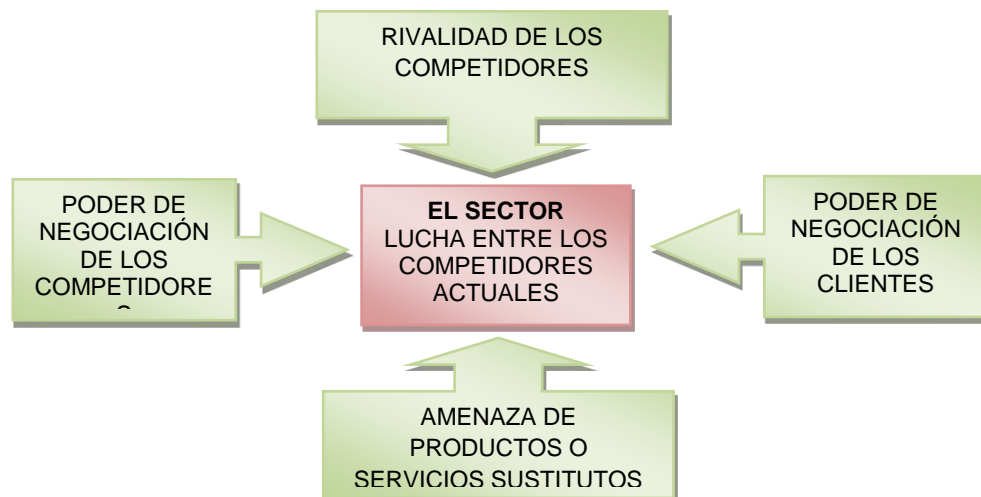 RIVALIDAD DE LOS
COMPETIDORES
PODER DE
NEGOCIACIÓN
DE LOS
COMPETIDORE
EL SECTOR
LUCHA ENTRE LOS
COMPETIDORES
ACTUALES
PODER DE
NEGOCIACIÓN
DE LOS
CLIENTES
AMENAZA DE
PRODUCTOS O
SERVICIOS SUSTITUTOS